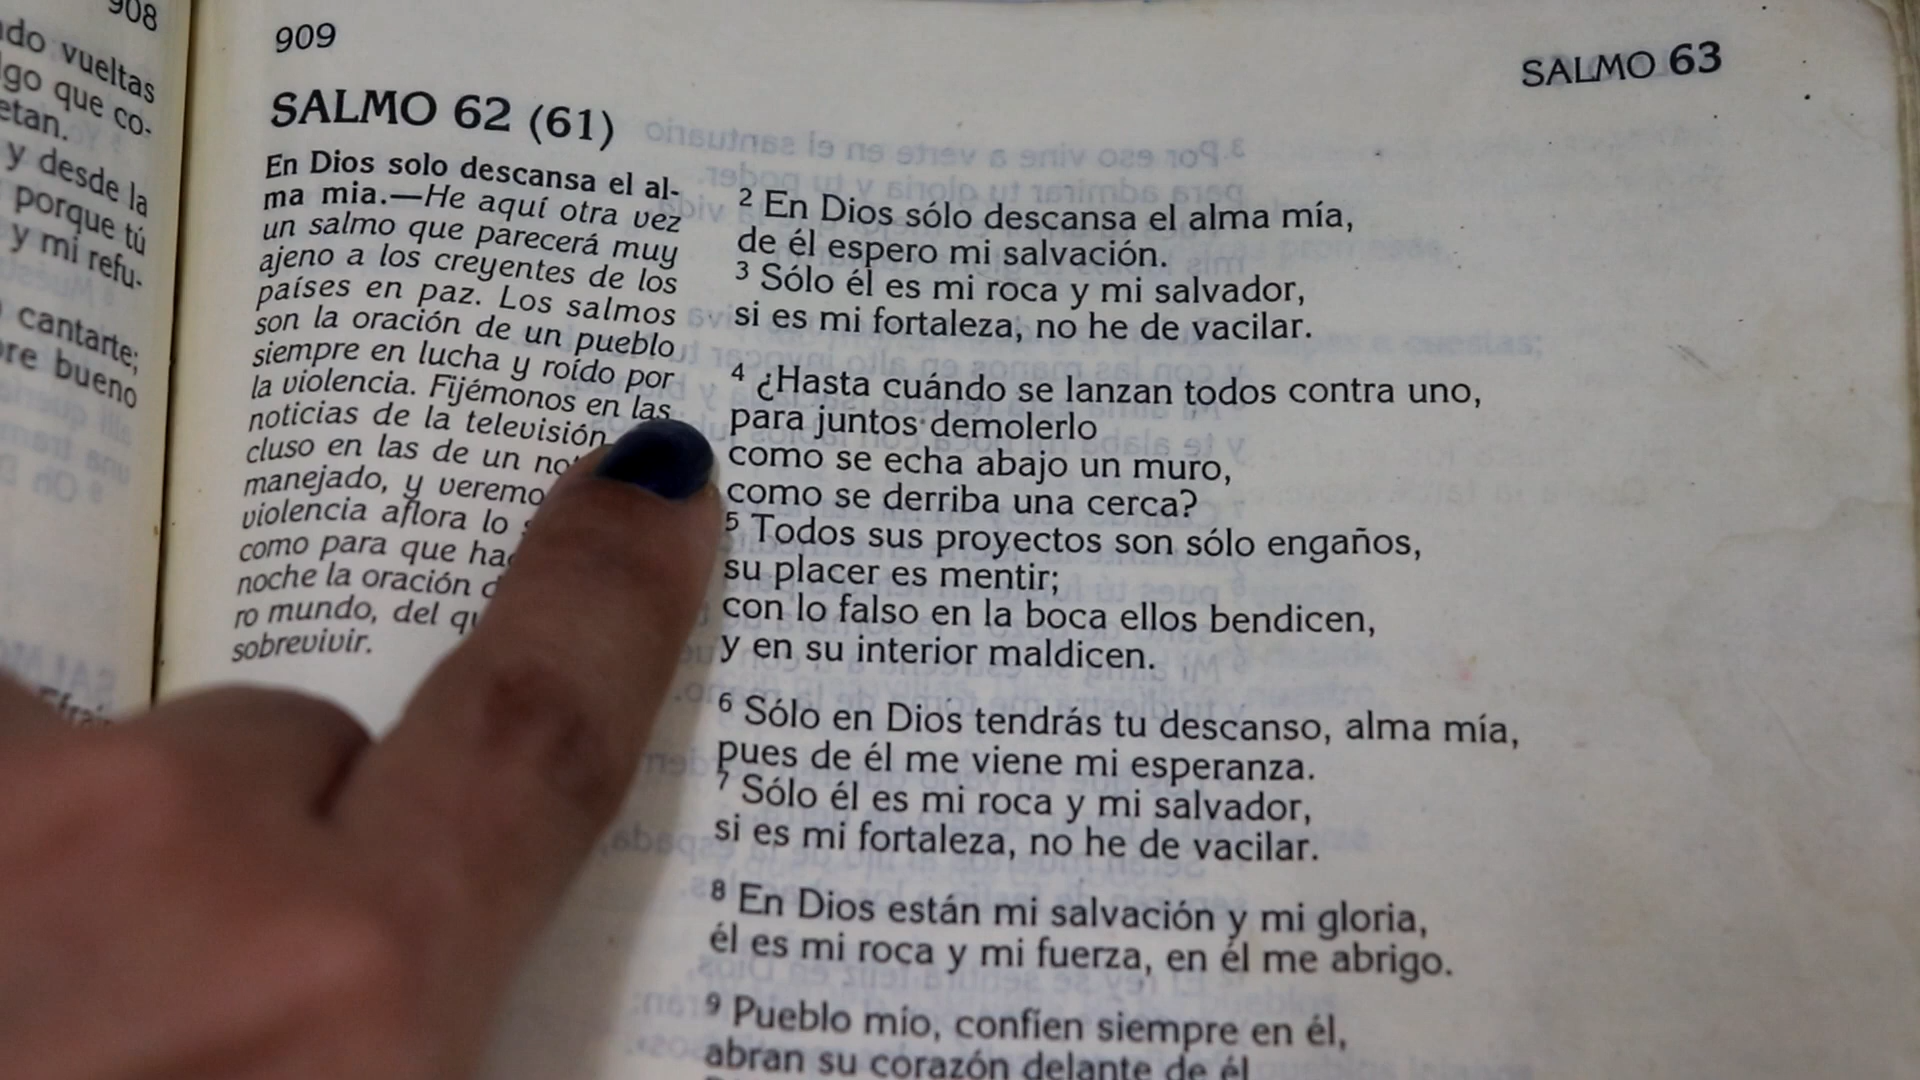 908
do vueltas
go que co-
etan.
y desde la
porque tú
y mi refu-
cantarte;
bueno
909
SALMO 63
SALMO 62 (61)
En Dios solo descansa el al-
ma mia.—He aquí otra vez
un salmo que parecerá muy
ajeno a los creyentes de los
países en paz. Los salmos
son la oración de un pueblo
siempre en lucha y roído por
la violencia. Fijémonos en las
noticias de la televisión
cluso en las de un
manejado, y
violencia aflora lo
como para que
noche la oración
ro mundo, del
sobrevivir.
2 En Dios sólo descansa el alma mía,
de él espero mi salvación.
3 Sólo él es mi roca y mi salvador,
si es mi fortaleza, no he de vacilar.
4 ¿Hasta cuándo se lanzan todos contra uno,
para juntos demolerlo
como se echa abajo un muro,
como se derriba una cerca?
5 Todos sus proyectos son sólo engaños,
su placer es mentir;
con lo falso en la boca ellos bendicen,
y en su interior maldicen.
6 Sólo en Dios tendrás tu descanso, alma mía,
pues de él me viene mi esperanza.
7 Sólo él es mi roca y mi salvador,
si es mi fortaleza, no he de vacilar.
8 En Dios están mi salvación y mi gloria,
él es mi roca y mi fuerza, en él me abrigo.
9 Pueblo mío, confíen siempre en él,
abran su corazón delante de él